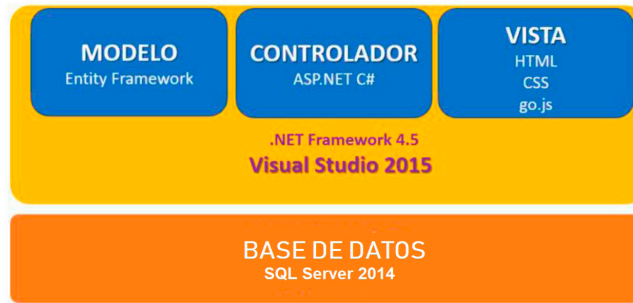 MODELO
Entity Framework
CONTROLADOR
ASP.NET C#
VISTA
HTML
CSS
go.js
.NET Framework 4.5
Visual Studio 2015
BASE DE DATOS
SQL Server 2014